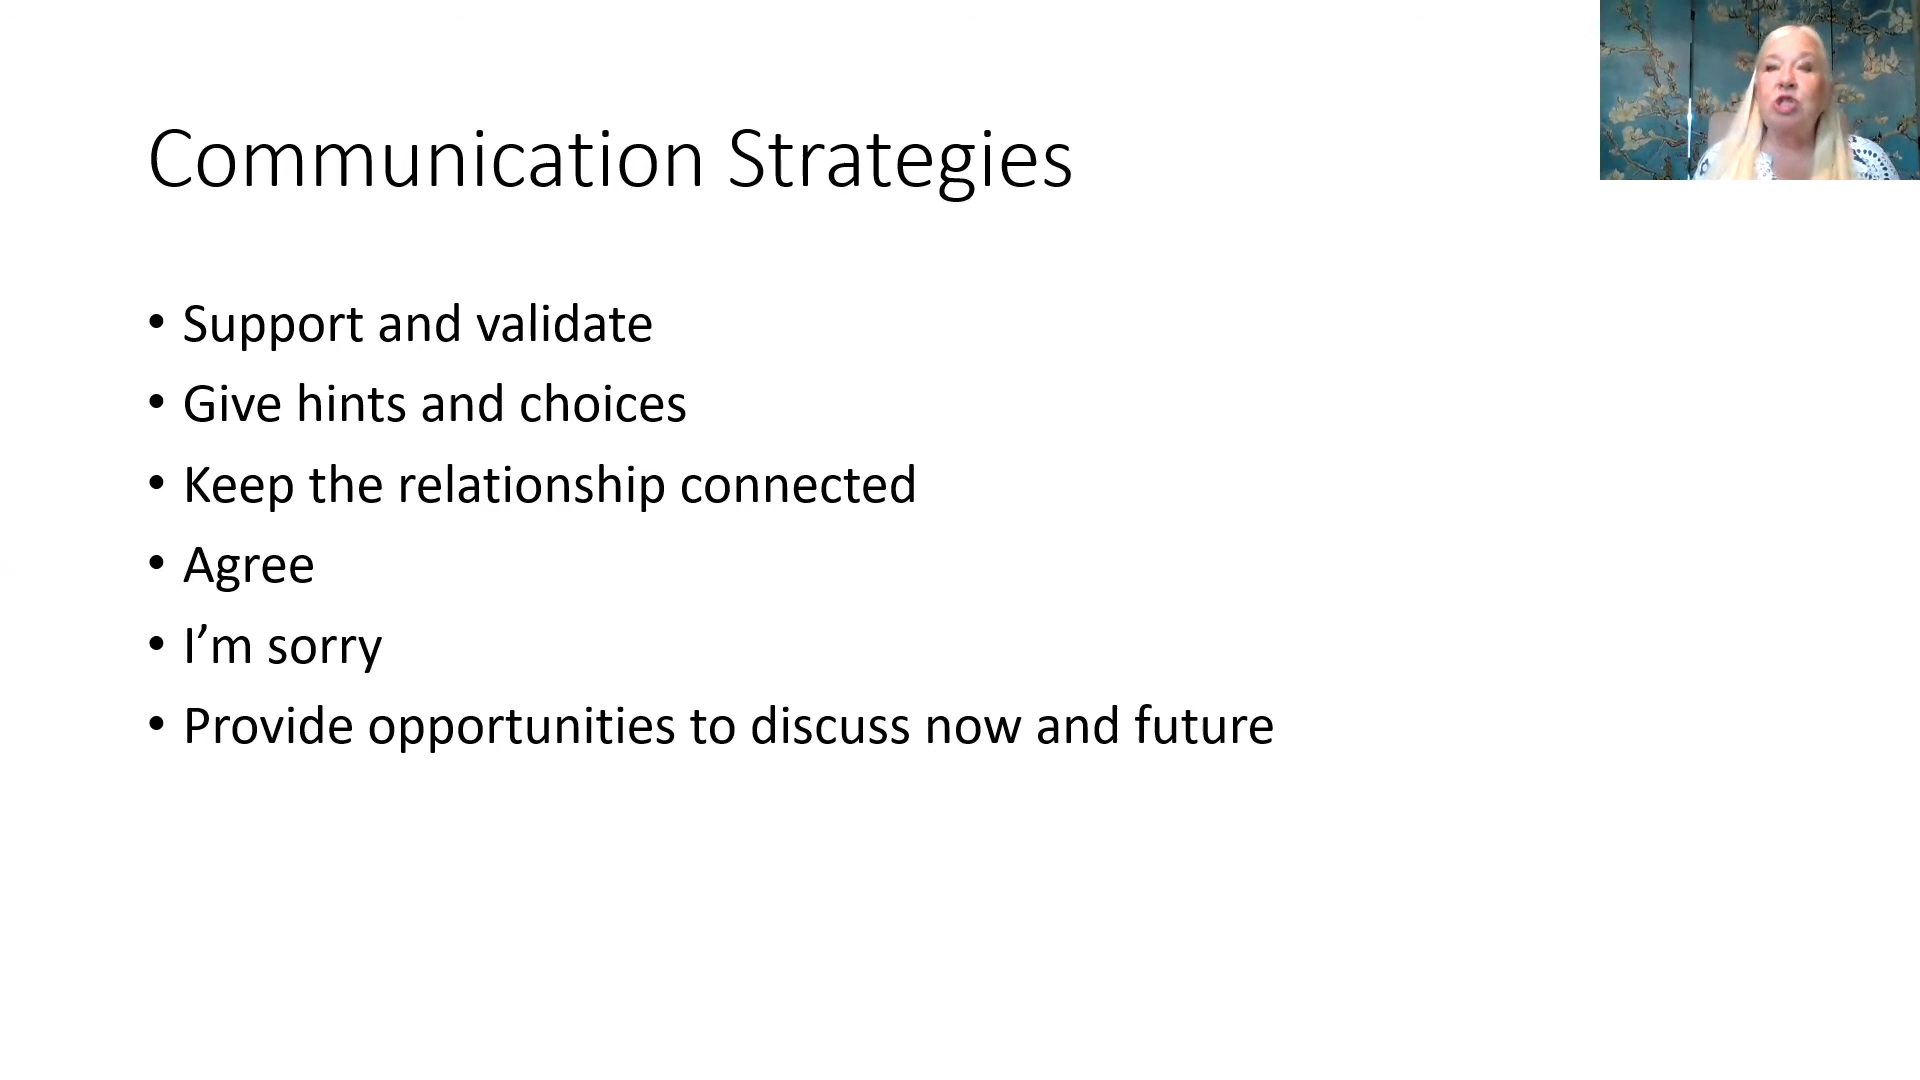 Communication Strategies
• Support and validate
• Give hints and choices
• Keep the relationship connected
• Agree
• I’m sorry
• Provide opportunities to discuss now and future